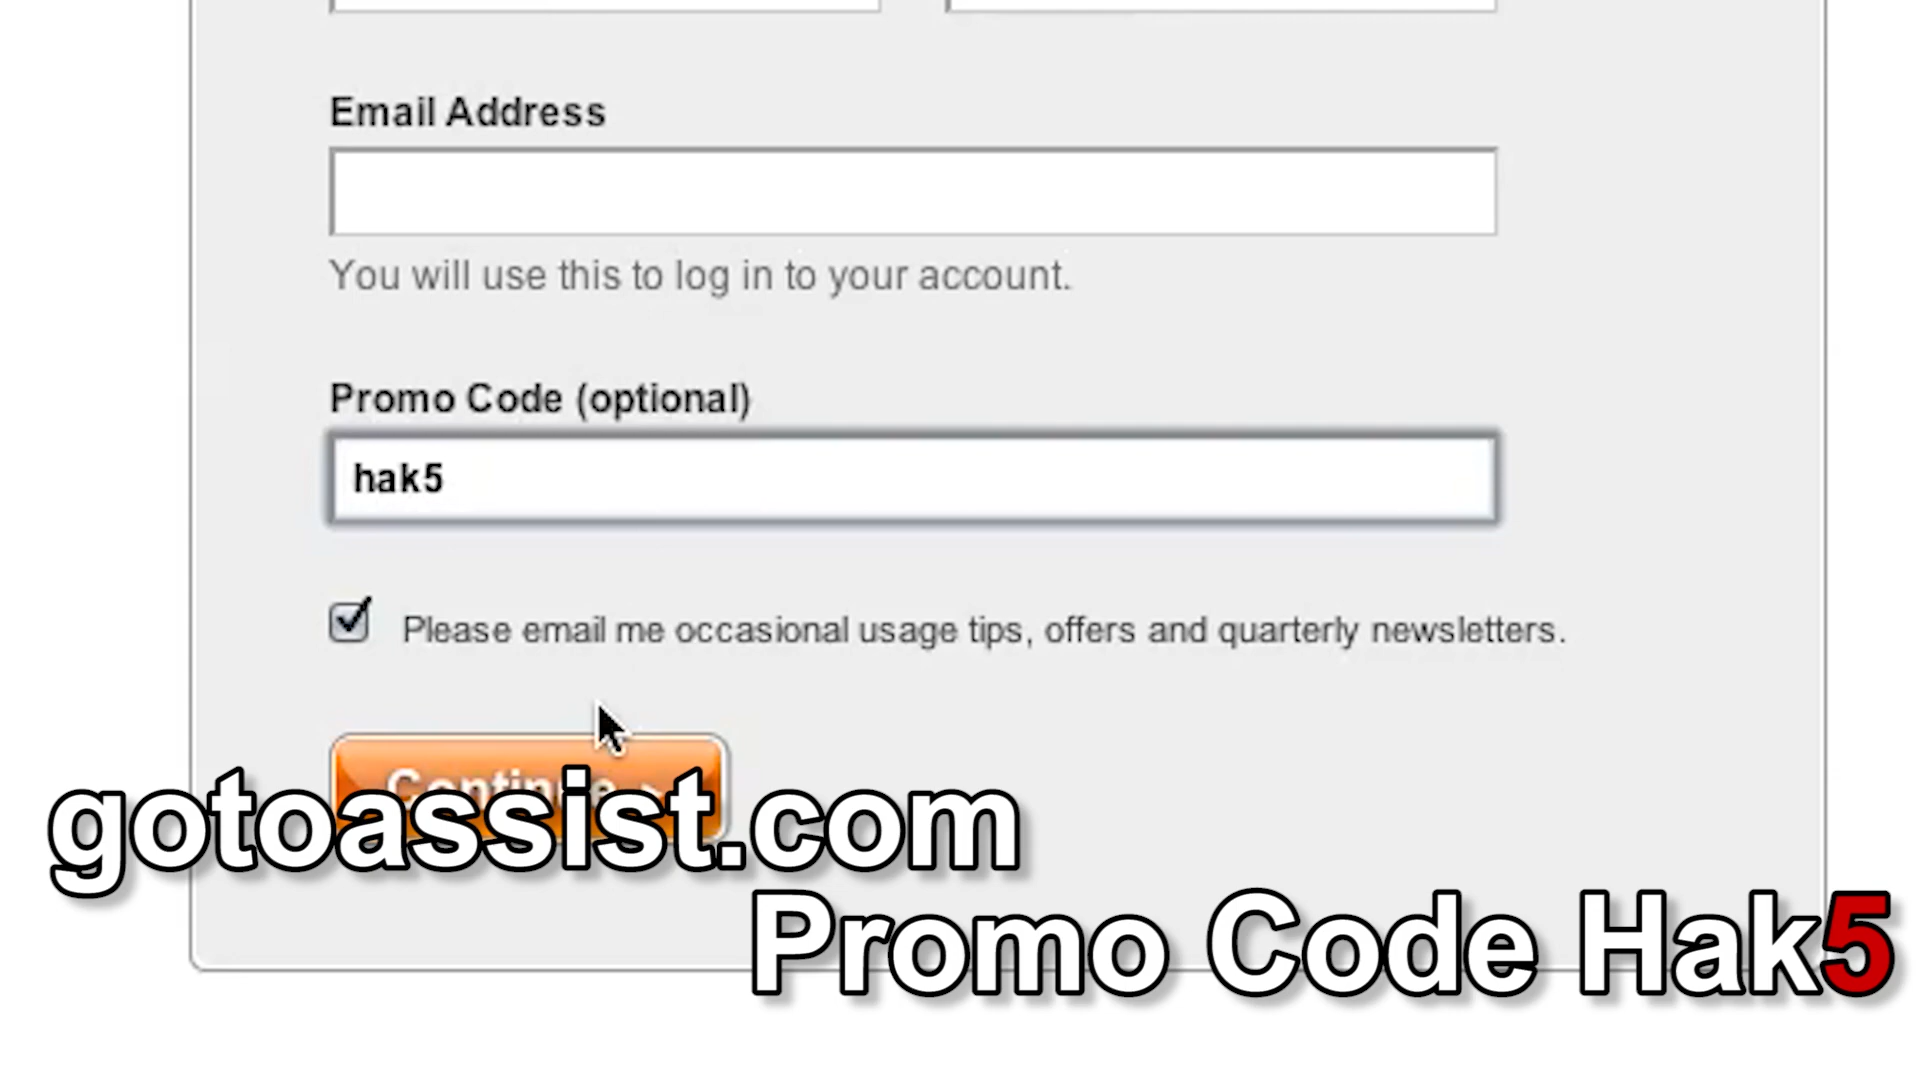 Email Address
You will use this to log in to your account.
Promo Code (optional)
hak5
Please email me occasional usage tips, offers and quarterly newsletters.
Continue
gotoassist.com
Promo Code Hak5